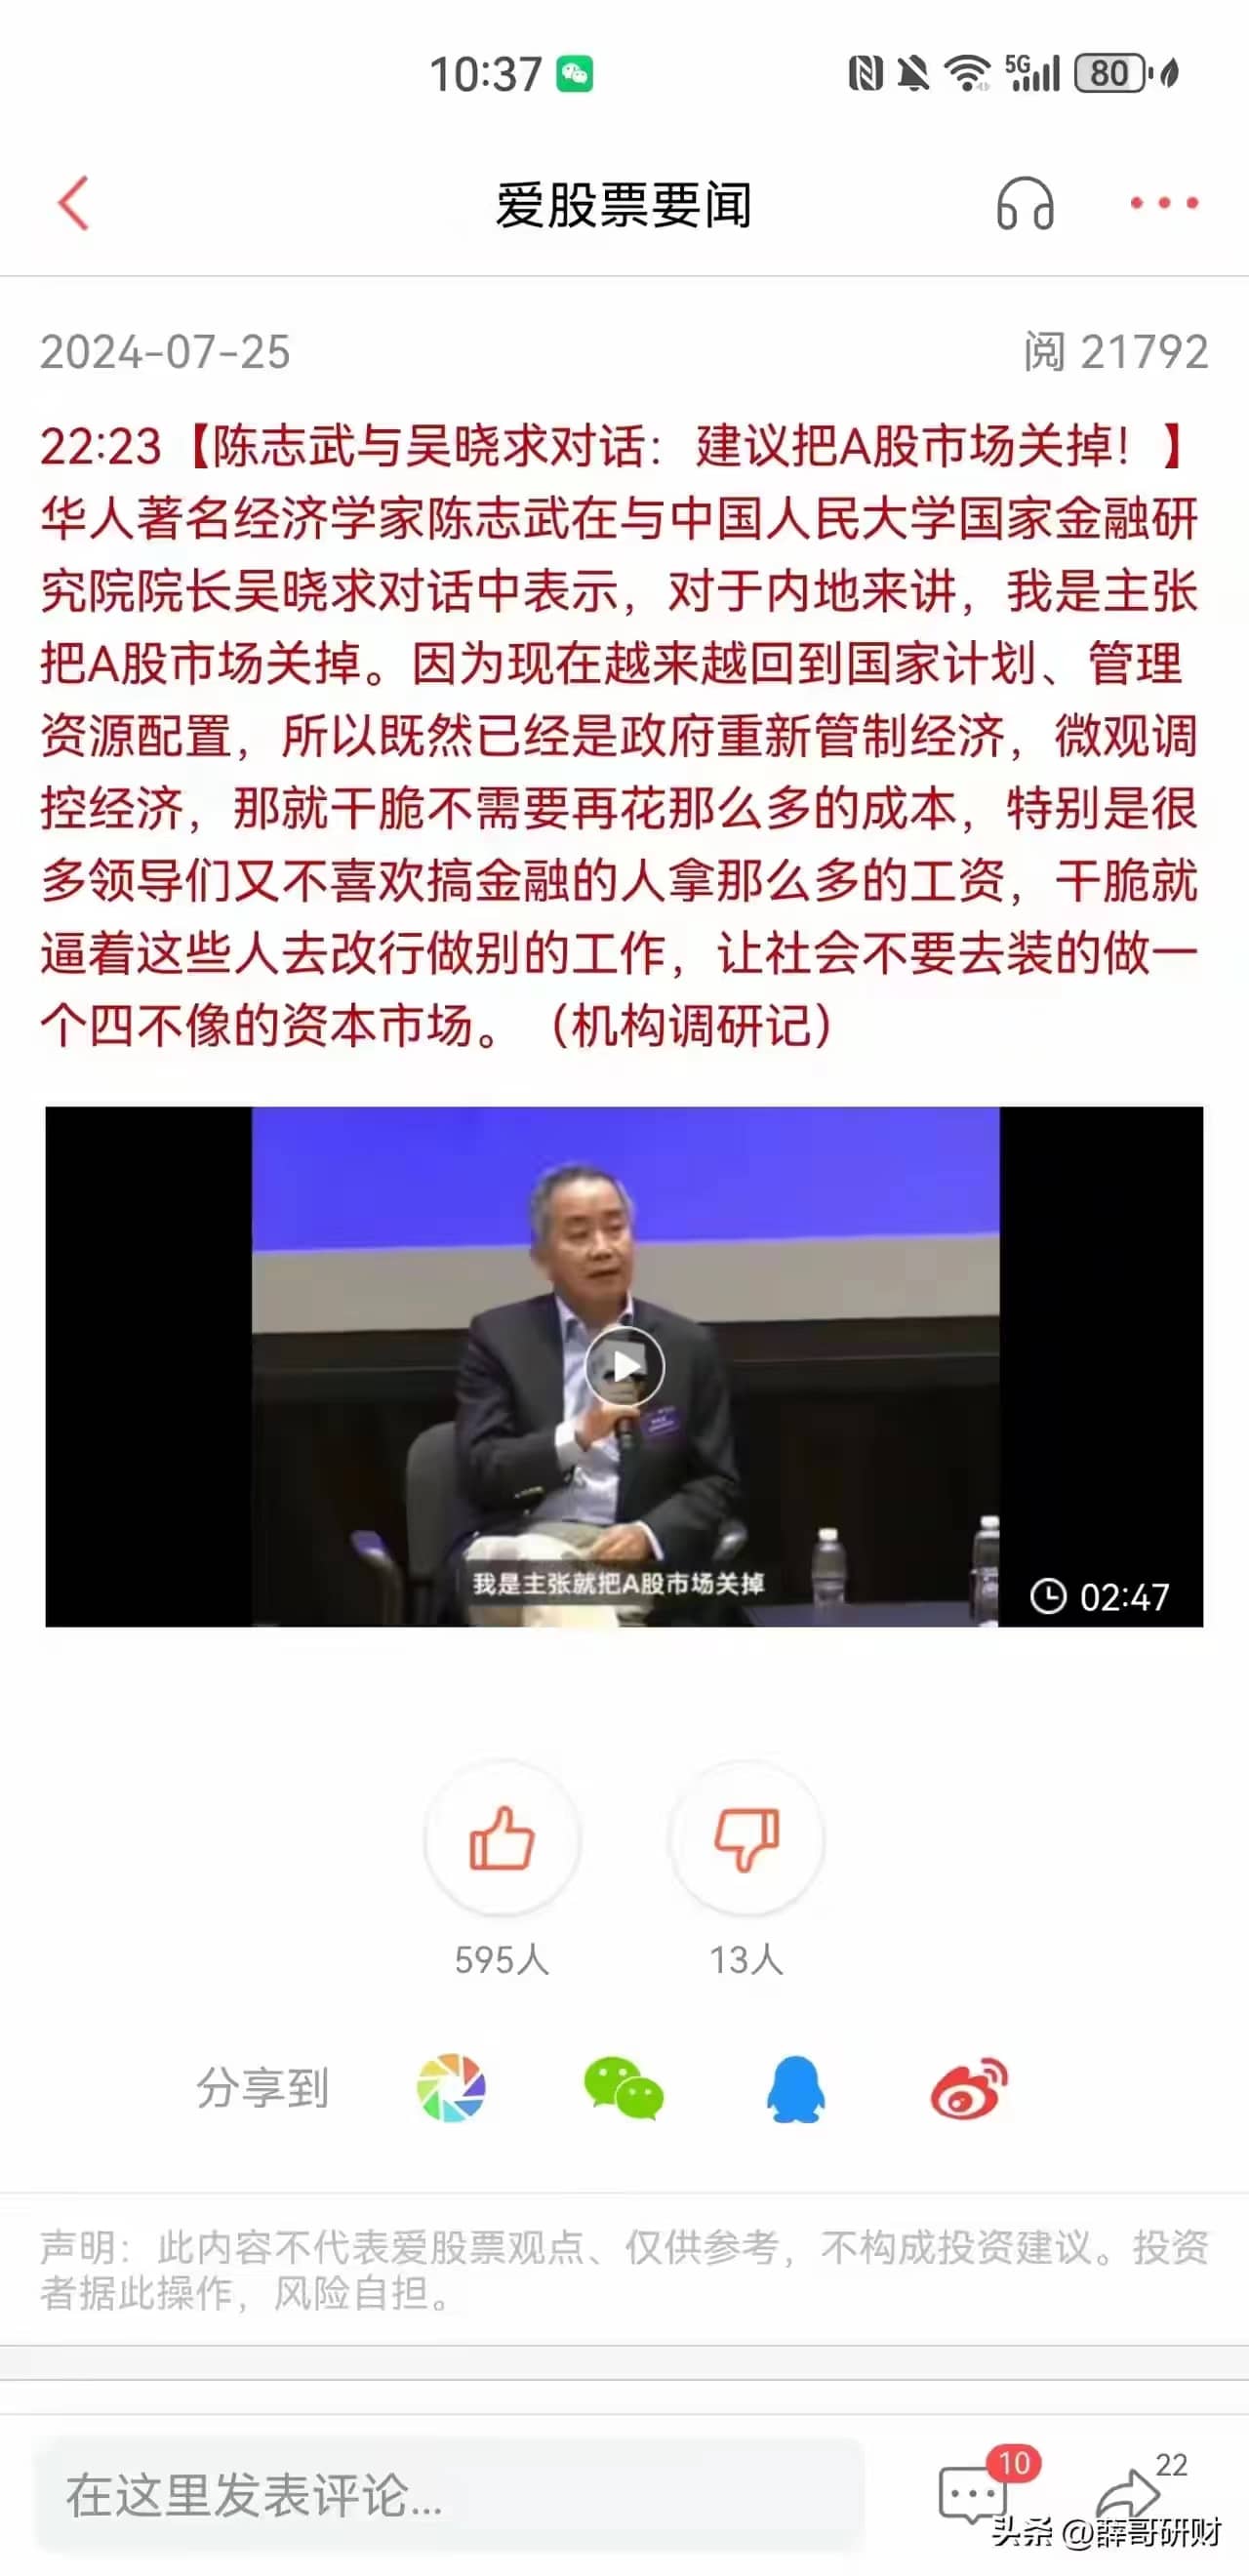 10:37
5G
80
爱股票要闻
2024-07-25
阅 21792
22:23【陈志武与吴晓求对话：建议把A股市场关掉！】
华人著名经济学家陈志武在与中国人民大学国家金融研
究院院长吴晓求对话中表示，对于内地来讲，我是主张
把A股市场关掉。因为现在越来越回到国家计划、管理
资源配置，所以既然已经是政府重新管制经济，微观调
控经济，那就干脆不需要再花那么多的成本，特别是很
多领导们又不喜欢搞金融的人拿那么多的工资，干脆就
逼着这些人去改行做别的工作，让社会不要去装的做一
个四不像的资本市场。（机构调研记）
我是主张就把A股市场关掉
02:47
595人
13人
分享到
声明：此内容不代表爱股票观点、仅供参考，不构成投资建议。投资
者据此操作，风险自担。
在这里发表评论...
10
22
头条 @薛哥研财